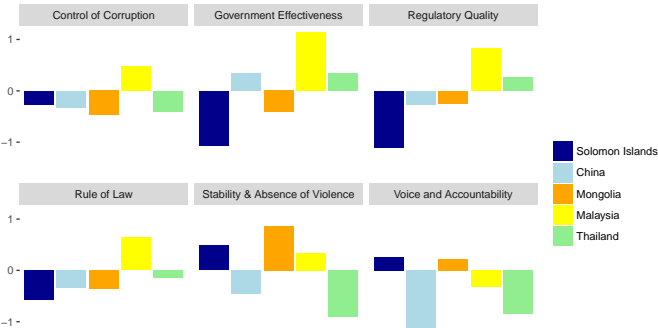 Control of Corruption
Government Effectiveness
Regulatory Quality
1
0
−1
Rule of Law
Stability & Absence of Violence
Voice and Accountability
1
0
−1
Solomon Islands
China
Mongolia
Malaysia
Thailand